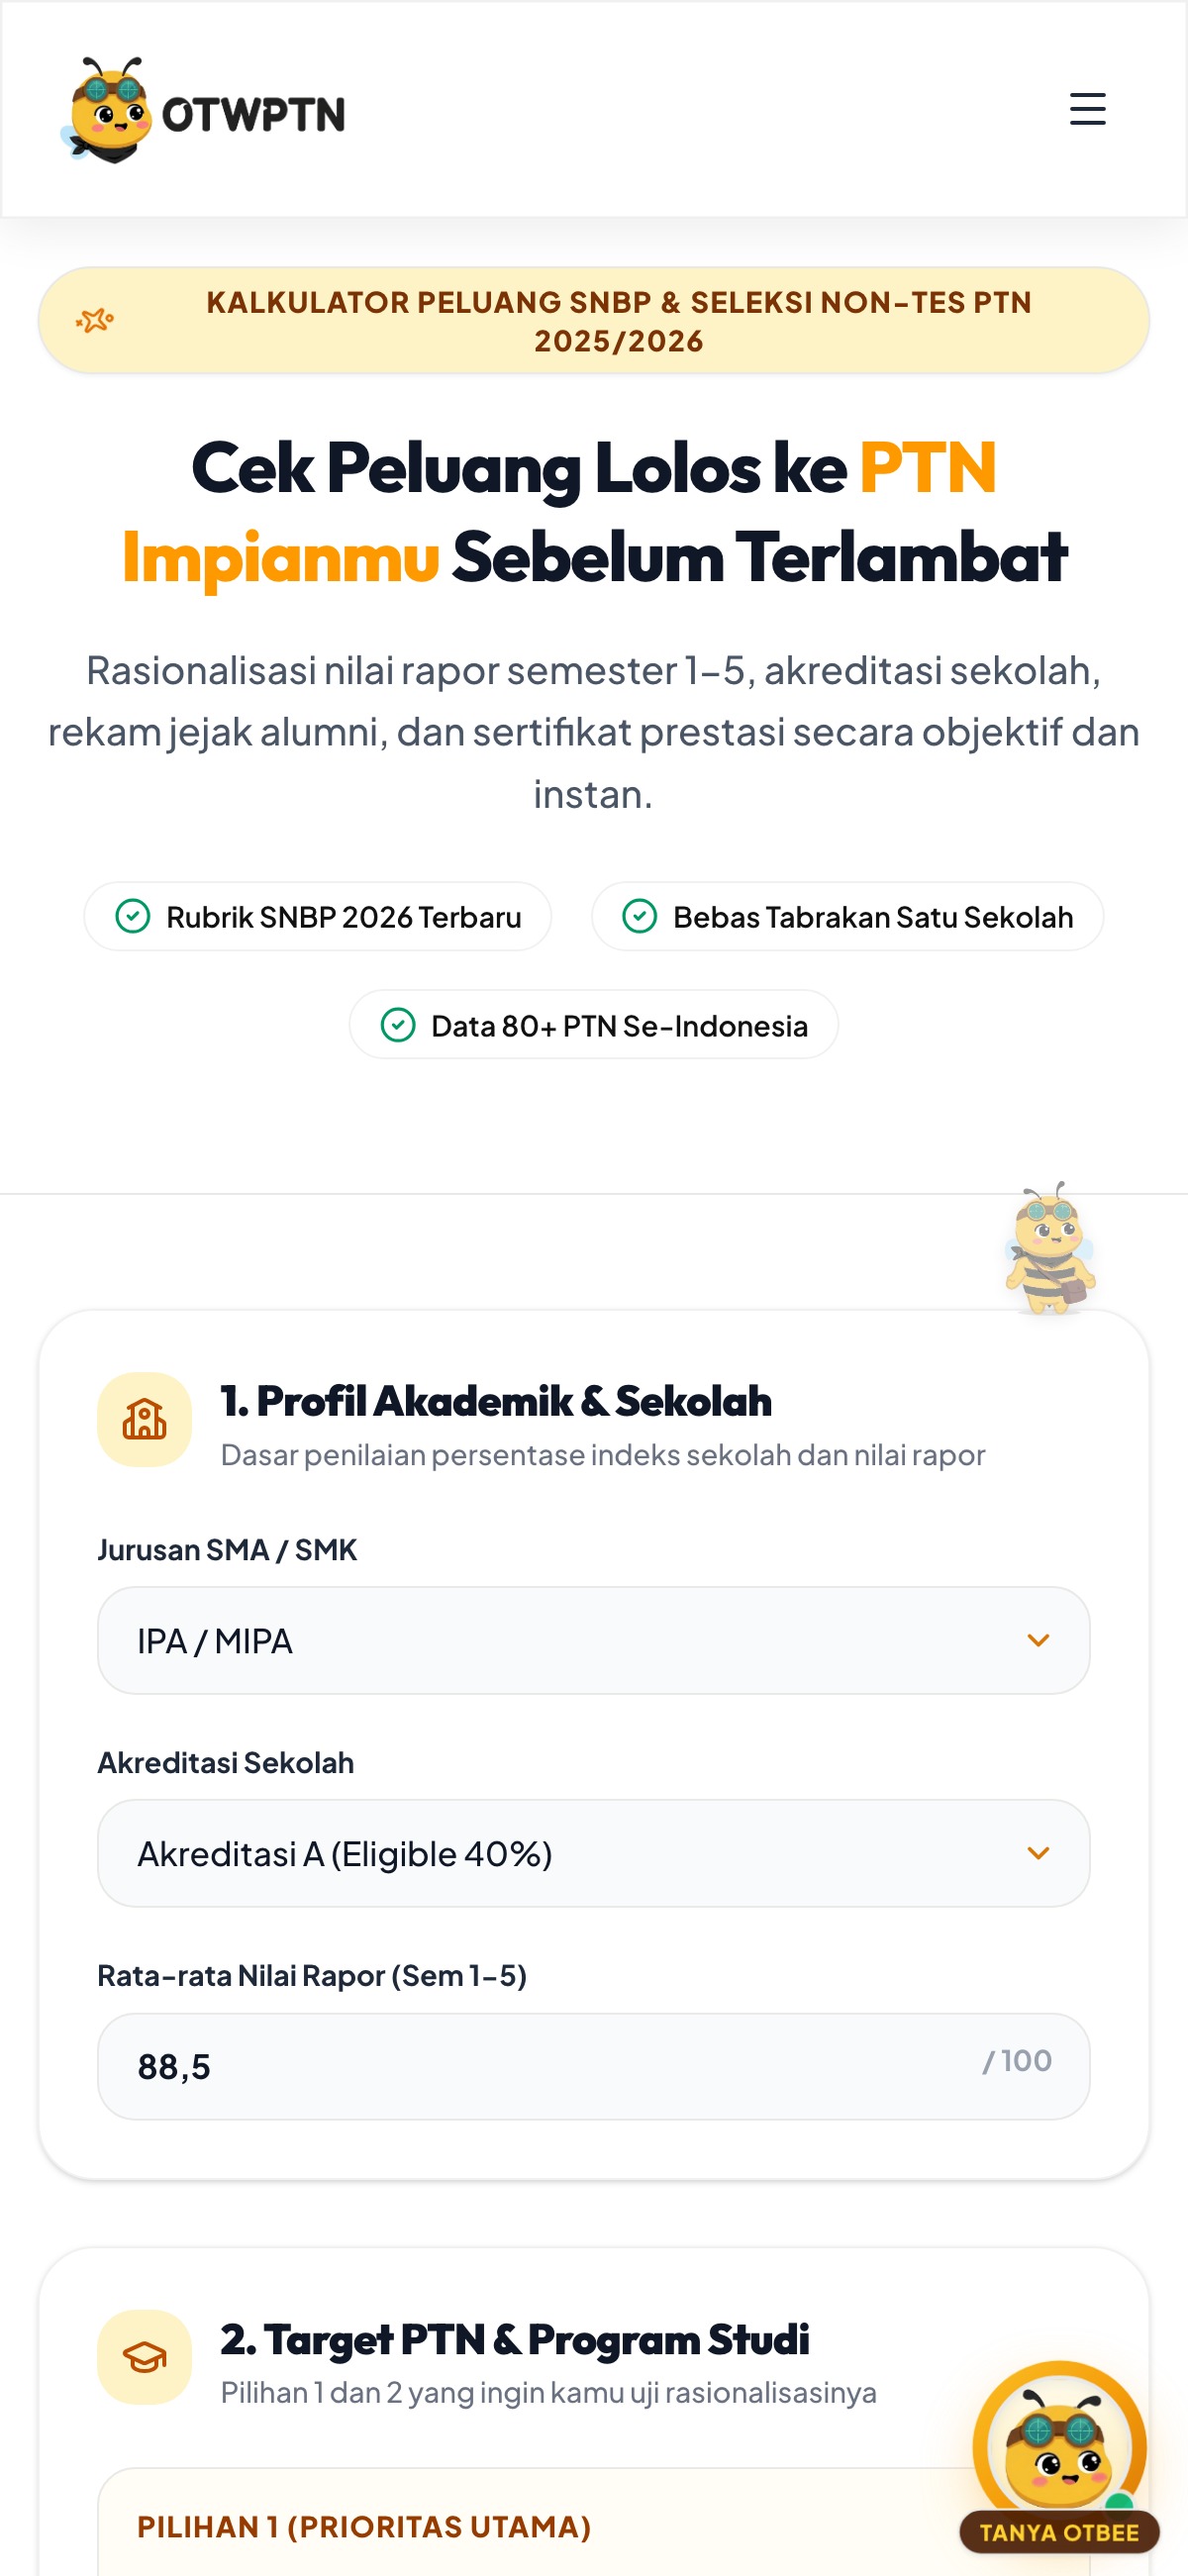 OTWPTN
KALKULATOR PELUANG SNBP & SELEKSI NON-TES PTN
2025/2026
Cek Peluang Lolos ke PTN
Impianmu Sebelum Terlambat
Rasionalisasi nilai rapor semester 1–5, akreditasi sekolah,
rekam jejak alumni, dan sertifikat prestasi secara objektif dan
instan.
Rubrik SNBP 2026 Terbaru
Bebas Tabrakan Satu Sekolah
Data 80+ PTN Se-Indonesia
1. Profil Akademik & Sekolah
Dasar penilaian persentase indeks sekolah dan nilai rapor
Jurusan SMA / SMK
IPA / MIPA
Akreditasi Sekolah
Akreditasi A (Eligible 40%)
Rata-rata Nilai Rapor (Sem 1–5)
88,5 / 100
2. Target PTN & Program Studi
Pilihan 1 dan 2 yang ingin kamu uji rasionalisasinya
PILIHAN 1 (PRIORITAS UTAMA)
TANYA OTBEE